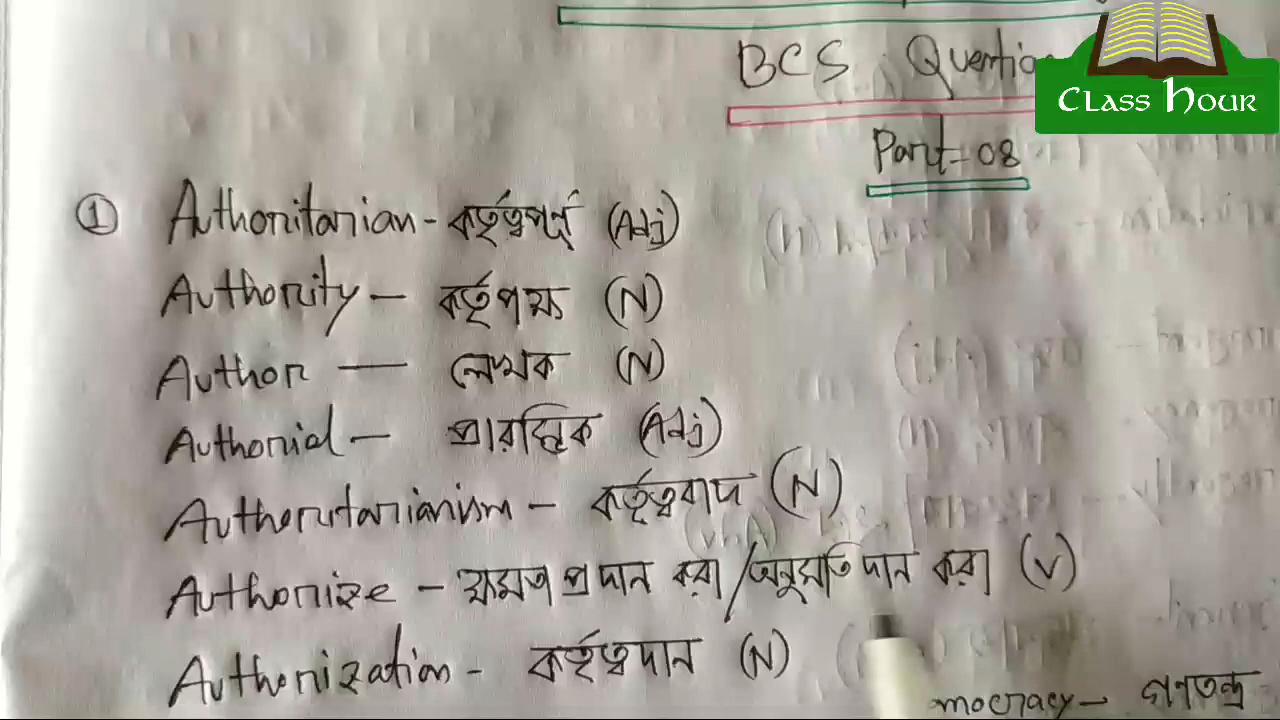 BCS Question
CLASS HOUR
Part-08
① Authoritarian - কর্তৃত্বপূর্ণ (Adj)
Authority — কর্তৃপক্ষ (N)
Author — লেখক (N)
Authorial — প্রারম্ভিক (Adj)
Authoritarianism - কর্তৃত্ববাদ (N)
Authorize - ক্ষমতা প্রদান করা / অনুমতি দান করা (V)
Authorization - কর্তৃত্বদান (N)
mocracy - গণতন্ত্র